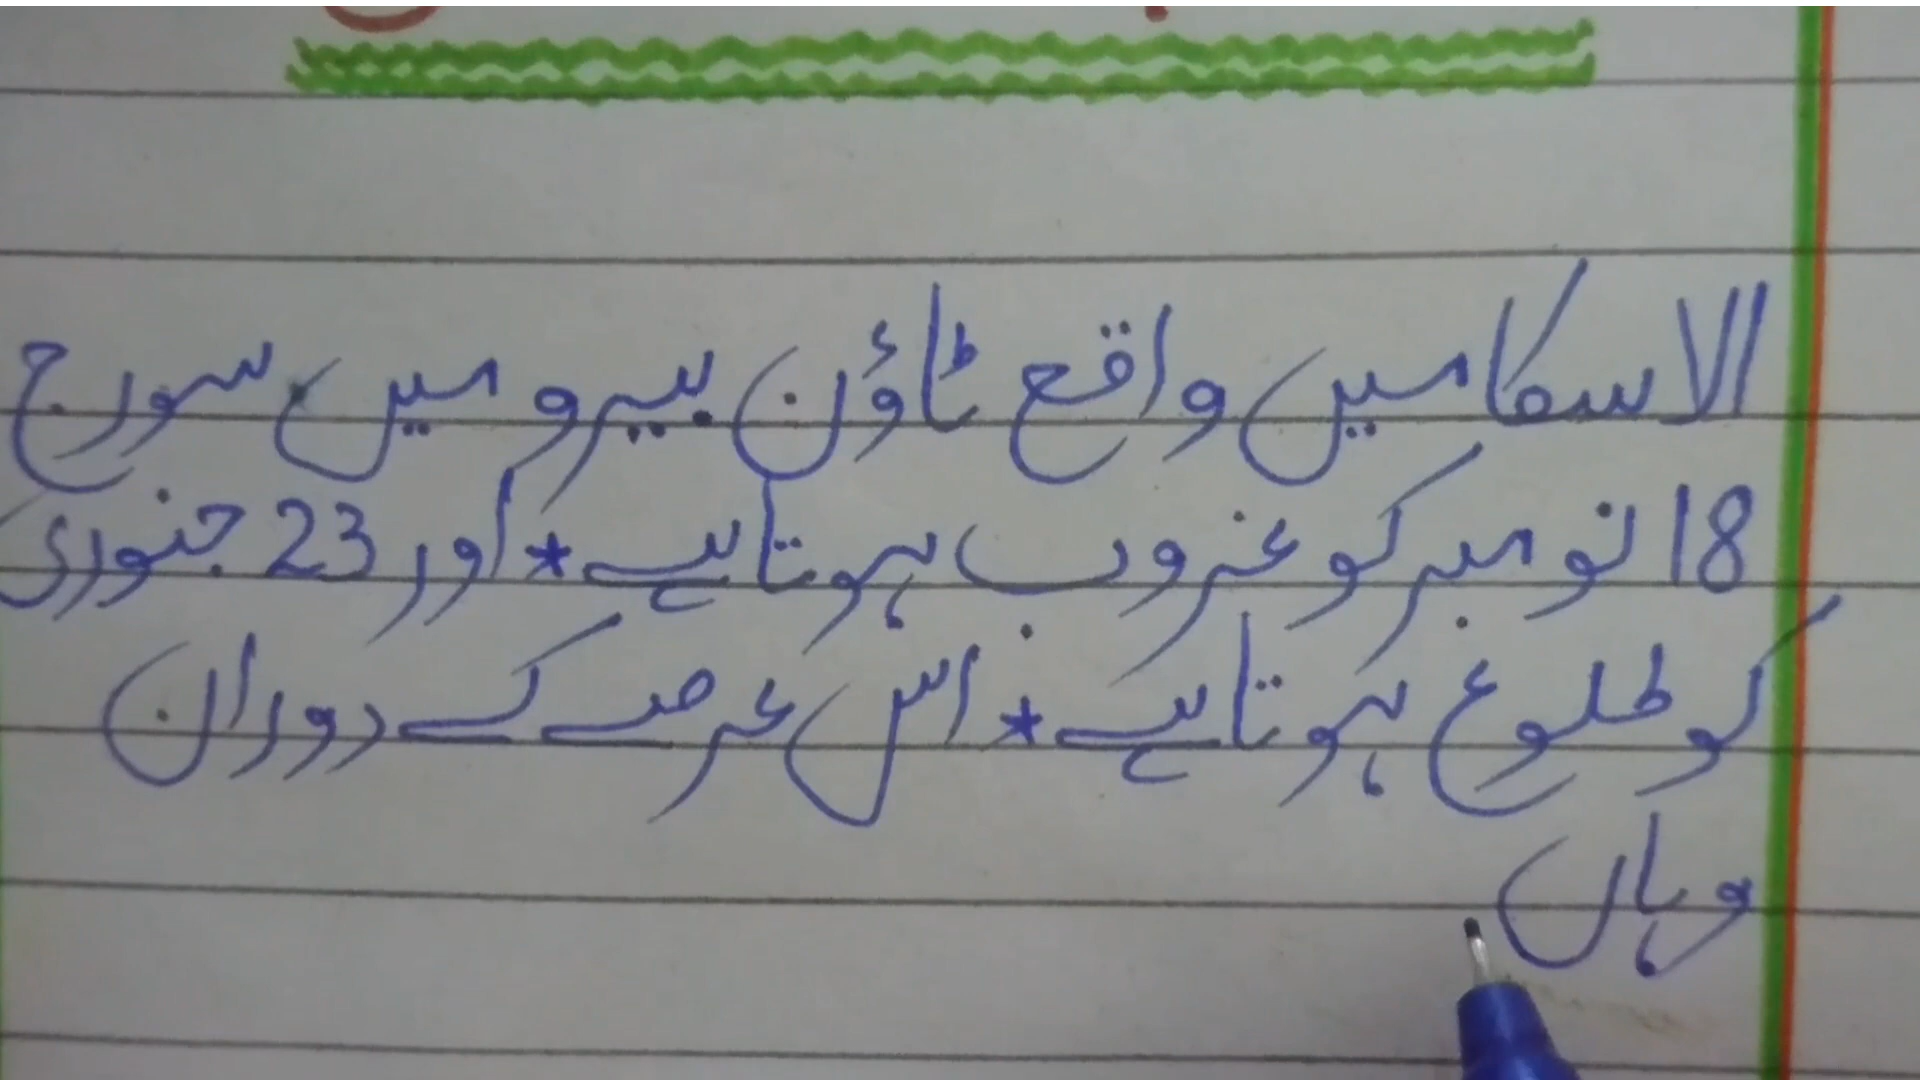 الاسکا میں واقع ٹاؤن بیرو میں سورج
18 نومبر کو غروب ہوتا ہے٭ اور 23 جنوری
کو طلوع ہوتا ہے٭ اس عرصے کے دوران
وہاں